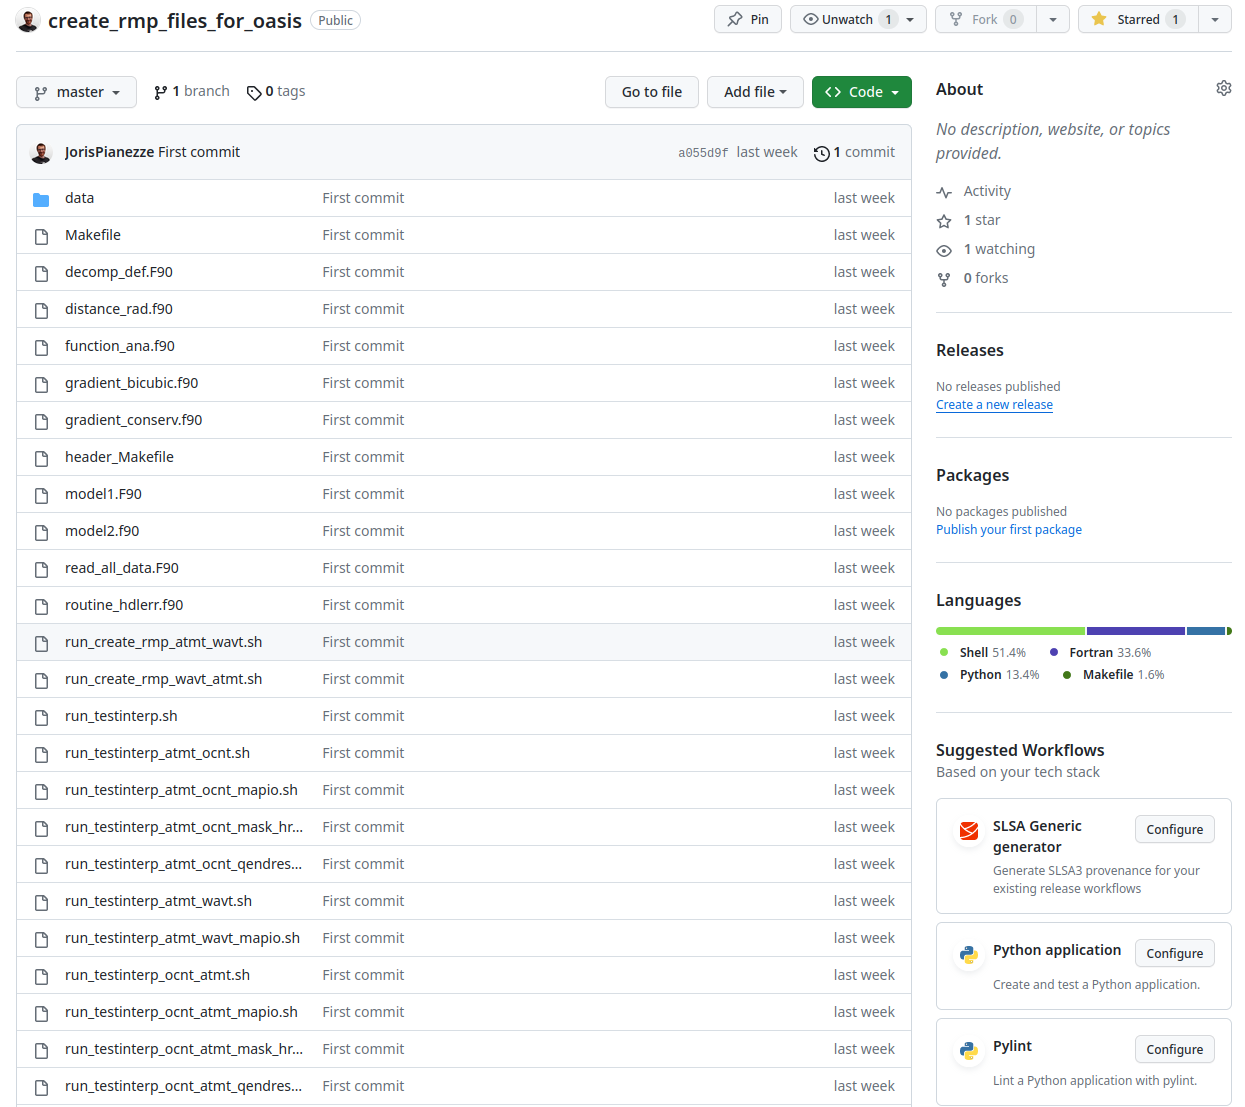 create_rmp_files_for_oasis Public Pin Unwatch 1 Fork 0 Starred 1
master 1 branch 0 tags Go to file Add file <> Code
JorisPianezze First commit a055d9f last week 1 commit
data First commit last week
Makefile First commit last week
decomp_def.F90 First commit last week
distance_rad.f90 First commit last week
function_ana.f90 First commit last week
gradient_bicubic.f90 First commit last week
gradient_conserv.f90 First commit last week
header_Makefile First commit last week
model1.F90 First commit last week
model2.f90 First commit last week
read_all_data.F90 First commit last week
routine_hdlerr.f90 First commit last week
run_create_rmp_atmt_wavt.sh First commit last week
run_create_rmp_wavt_atmt.sh First commit last week
run_testinterp.sh First commit last week
run_testinterp_atmt_ocnt.sh First commit last week
run_testinterp_atmt_ocnt_mapio.sh First commit last week
run_testinterp_atmt_ocnt_mask_hr... First commit last week
run_testinterp_atmt_ocnt_qendres... First commit last week
run_testinterp_atmt_wavt.sh First commit last week
run_testinterp_atmt_wavt_mapio.sh First commit last week
run_testinterp_ocnt_atmt.sh First commit last week
run_testinterp_ocnt_atmt_mapio.sh First commit last week
run_testinterp_ocnt_atmt_mask_hr... First commit last week
run_testinterp_ocnt_atmt_qendres... First commit last week
About
No description, website, or topics
provided.
Activity
1 star
1 watching
0 forks
Releases
No releases published
Create a new release
Packages
No packages published
Publish your first package
Languages
Shell 51.4% Fortran 33.6%
Python 13.4% Makefile 1.6%
Suggested Workflows
Based on your tech stack
SLSA Generic
generator
Configure
Generate SLSA3 provenance for your
existing release workflows
Python application Configure
Create and test a Python application.
Pylint Configure
Lint a Python application with pylint.